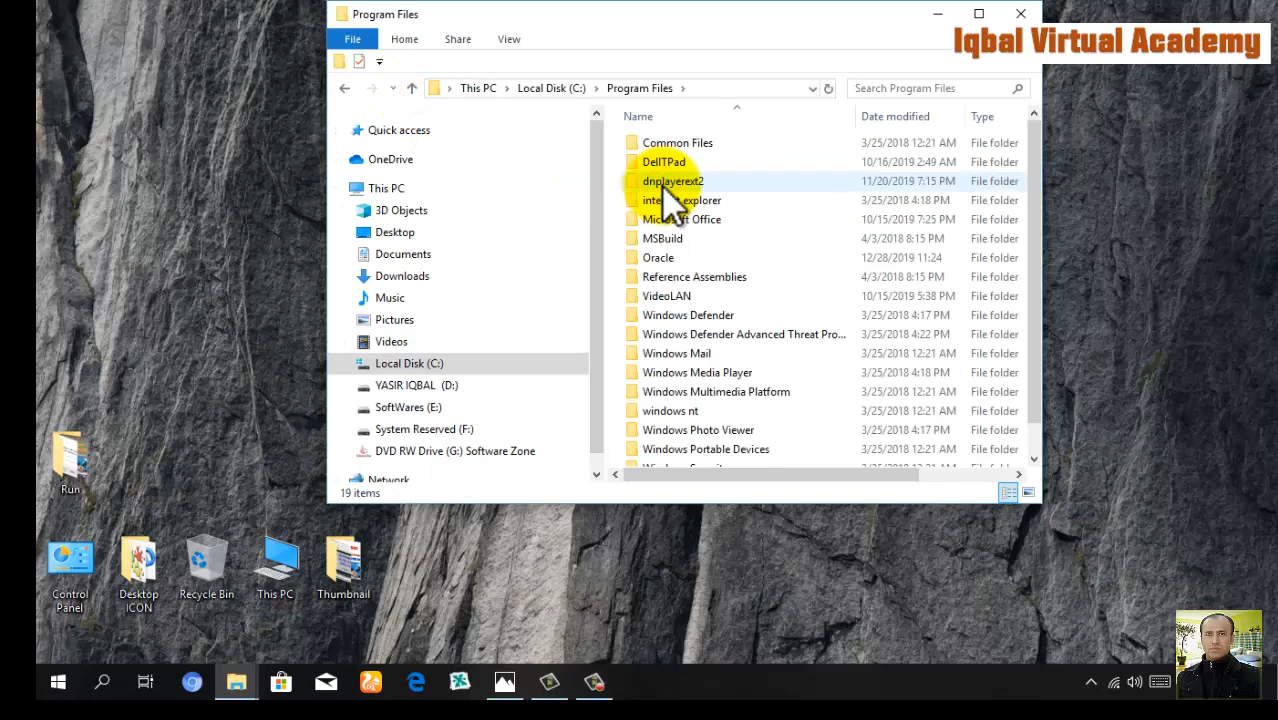 Program Files
Iqbal Virtual Academy
File Home Share View
This PC > Local Disk (C:) > Program Files >
Search Program Files
Name Date modified Type
Quick access
OneDrive
This PC
3D Objects
Desktop
Documents
Downloads
Music
Pictures
Videos
Local Disk (C:)
YASIR IQBAL (D:)
SoftWares (E:)
System Reserved (F:)
DVD RW Drive (G:) Software Zone
Network
Common Files 3/25/2018 12:21 AM File folder
DellTPad 10/16/2019 2:49 AM File folder
dnplayerext2 11/20/2019 7:15 PM File folder
explorer 3/25/2018 4:18 PM File folder
Office 10/15/2019 7:25 PM File folder
MSBuild 4/3/2018 8:15 PM File folder
Oracle 12/28/2019 11:24 File folder
Reference Assemblies 4/3/2018 8:15 PM File folder
VideoLAN 10/15/2019 5:38 PM File folder
Windows Defender 3/25/2018 4:17 PM File folder
Windows Defender Advanced Threat Pro... 3/25/2018 4:22 PM File folder
Windows Mail 3/25/2018 12:21 AM File folder
Windows Media Player 3/25/2018 4:18 PM File folder
Windows Multimedia Platform 3/25/2018 12:21 AM File folder
windows nt 3/25/2018 12:21 AM File folder
Windows Photo Viewer 3/25/2018 4:17 PM File folder
Windows Portable Devices 3/25/2018 12:21 AM File folder
19 items
Run
Control Panel
Desktop ICON
Recycle Bin
This PC
Thumbnail